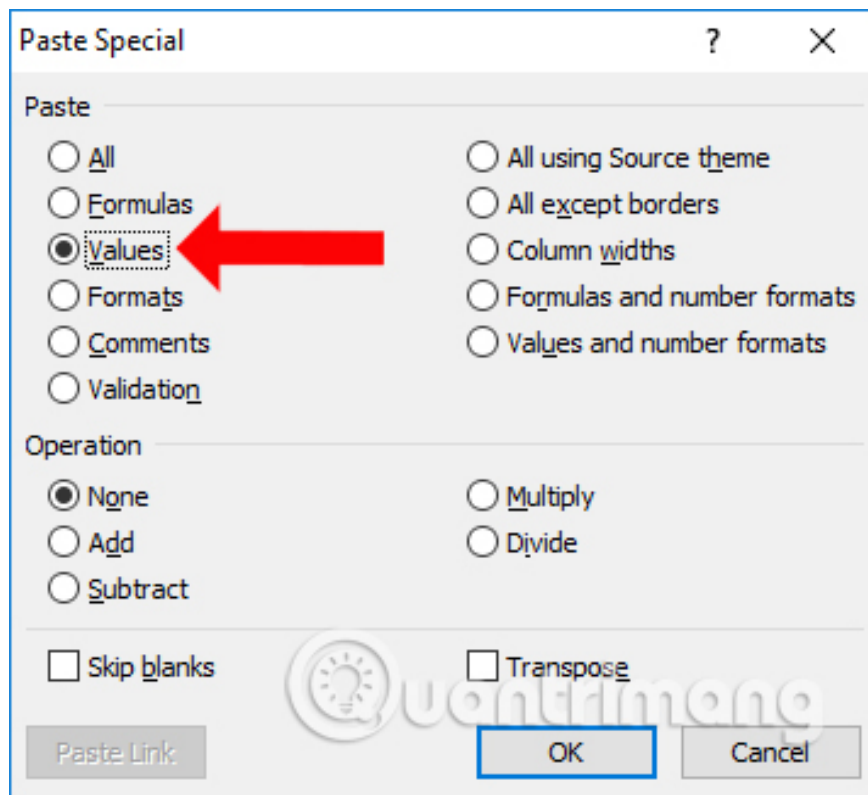 Paste Special
Paste
All
Formulas
Values
Formats
Comments
Validation
All using Source theme
All except borders
Column widths
Formulas and number formats
Values and number formats
Operation
None
Add
Subtract
Multiply
Divide
Skip blanks
Transpose
Quantrimang
Paste Link
OK
Cancel